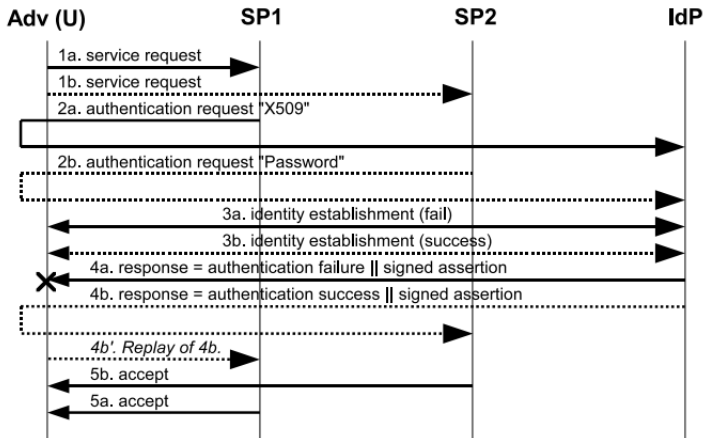 Adv (U) SP1 SP2 IdP
1a. service request
1b. service request
2a. authentication request "X509"
2b. authentication request "Password"
3a. identity establishment (fail)
3b. identity establishment (success)
4a. response = authentication failure || signed assertion
4b. response = authentication success || signed assertion
4b'. Replay of 4b.
5b. accept
5a. accept